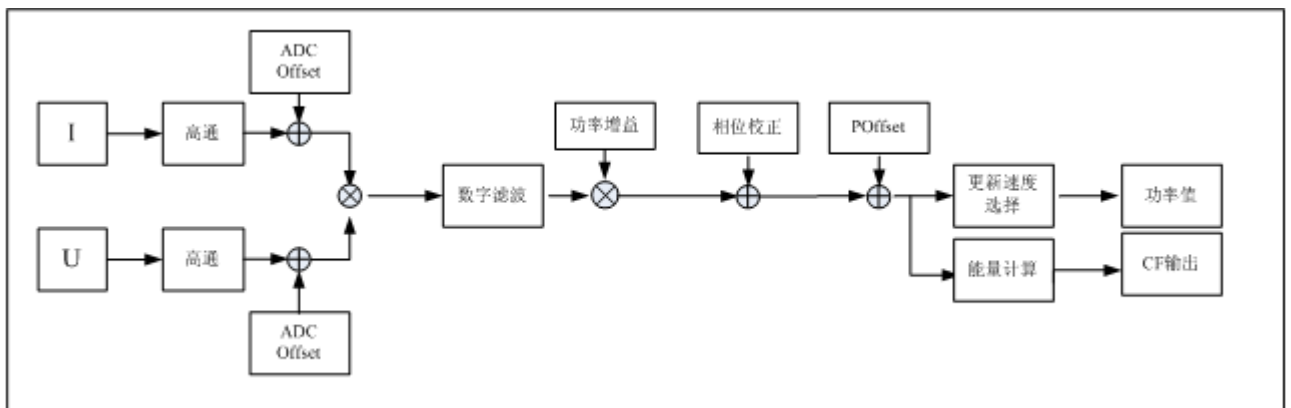 ADC
Offset
I
高通
功率增益
相位校正
POffset
数字滤波
更新速度
选择
功率值
U
高通
能量计算
CF输出
ADC
Offset